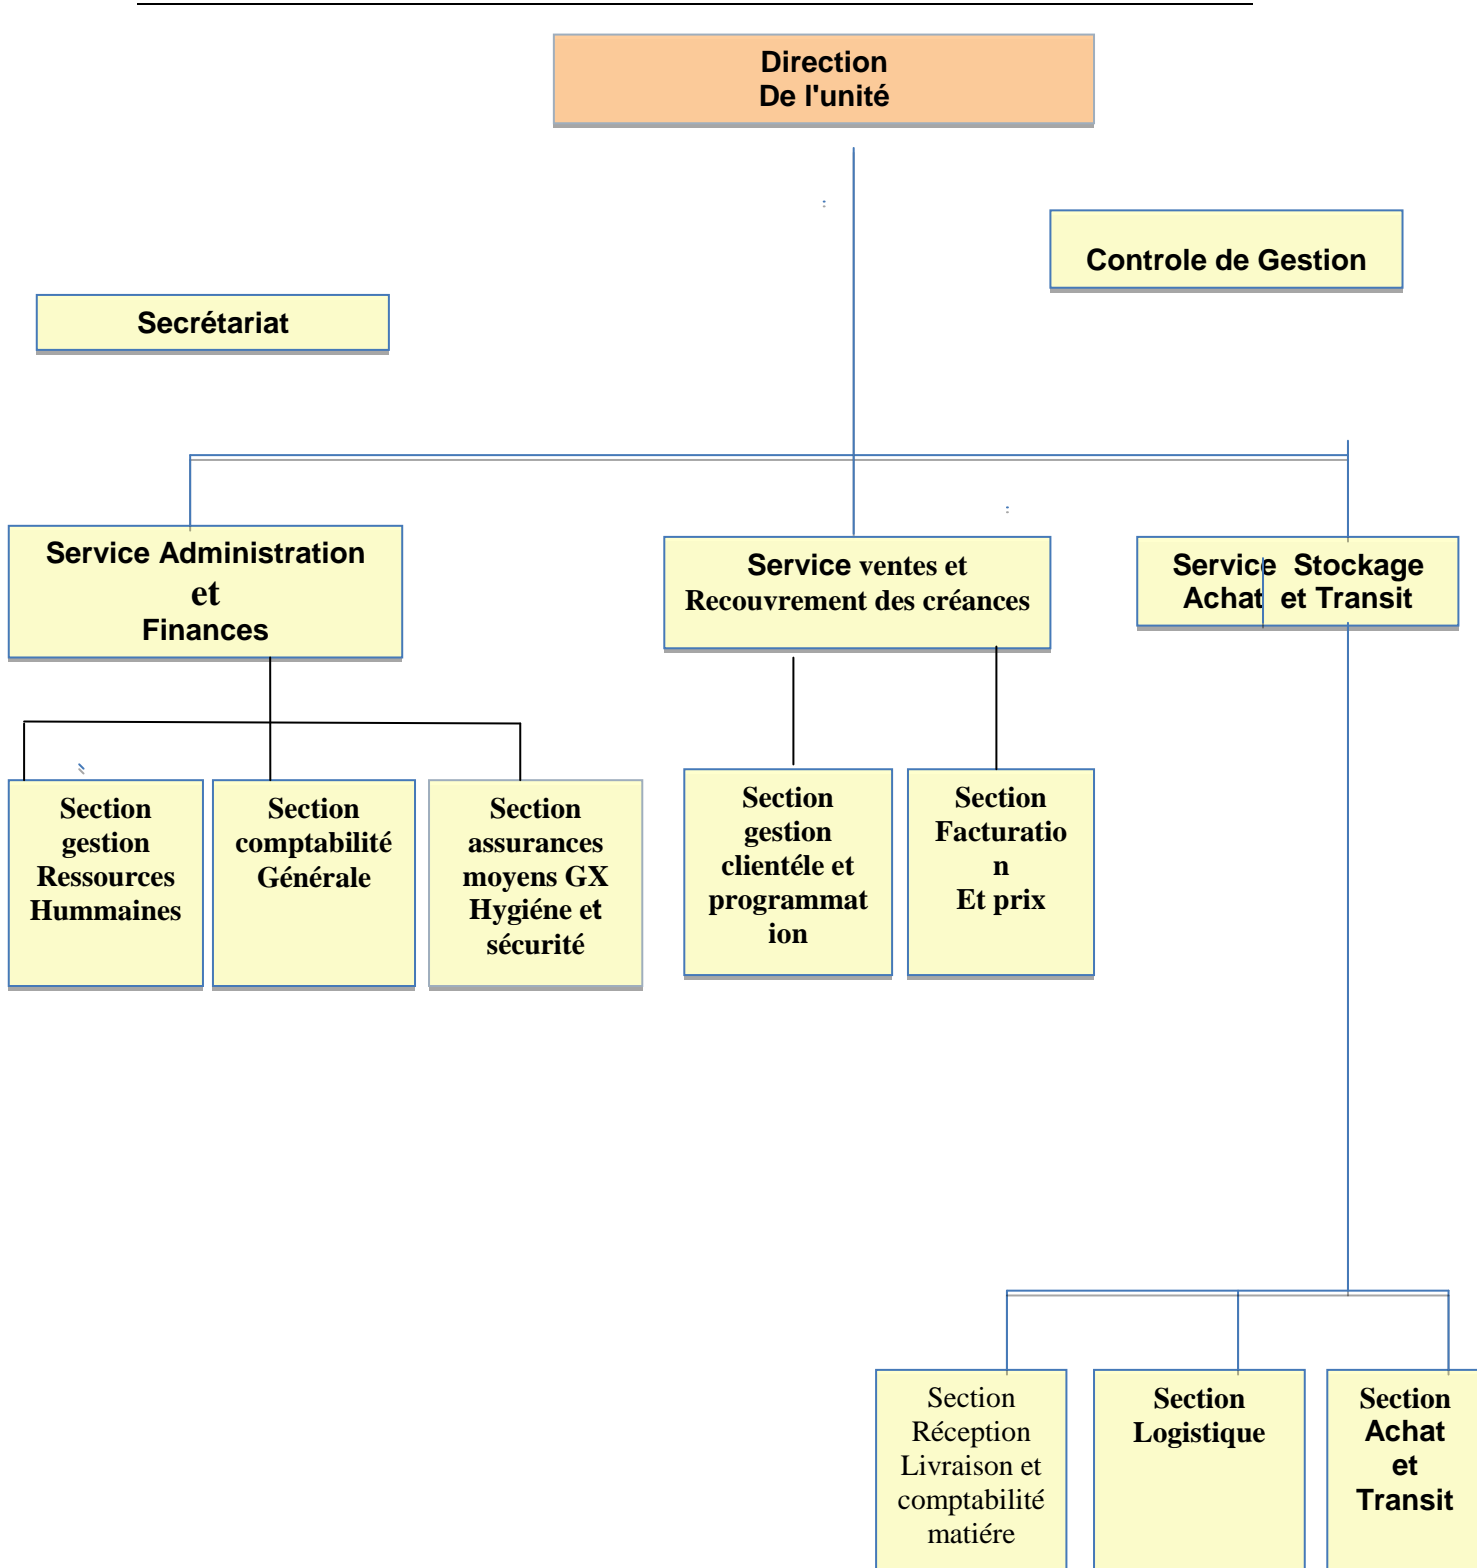 Direction
De l'unité
Controle de Gestion
Secrétariat
Service Administration
et
Finances
Service ventes et
Recouvrement des créances
Service Stockage
Achat et Transit
Section
gestion
Ressources
Hummaines
Section
comptabilité
Générale
Section
assurances
moyens GX
Hygiéne et
sécurité
Section
gestion
clientéle et
programmat
ion
Section
Facturatio
n
Et prix
Section
Réception
Livraison et
comptabilité
matiére
Section
Logistique
Section
Achat
et
Transit